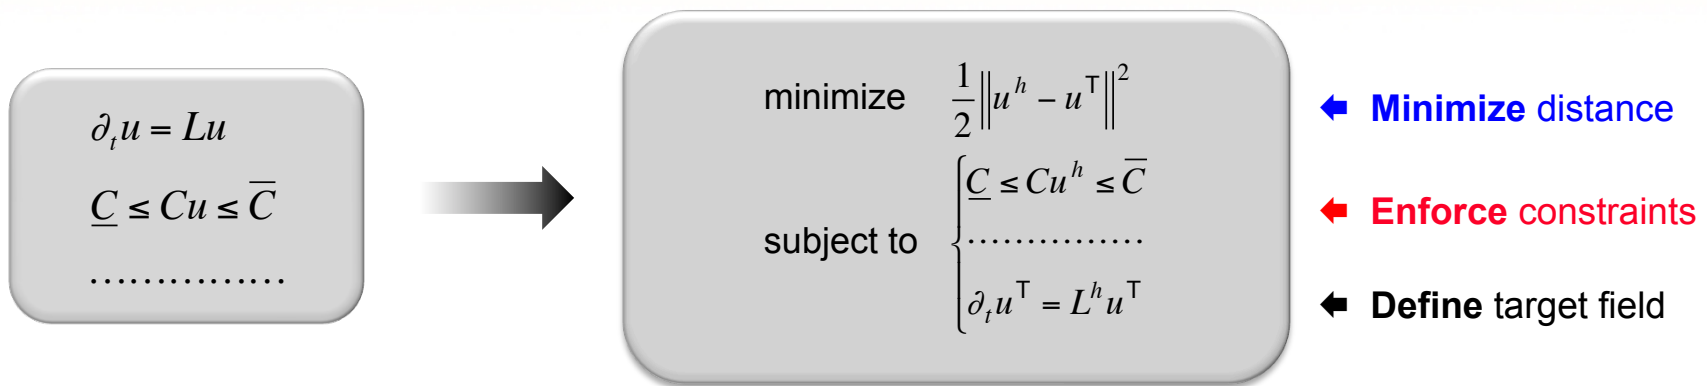 ∂ₜu = Lu
C̲ ≤ Cu ≤ C̅
...............
minimize ½‖uʰ − uᵀ‖²
subject to { C̲ ≤ Cuʰ ≤ C̅
...............
∂ₜuᵀ = Lʰuᵀ
Minimize distance
Enforce constraints
Define target field